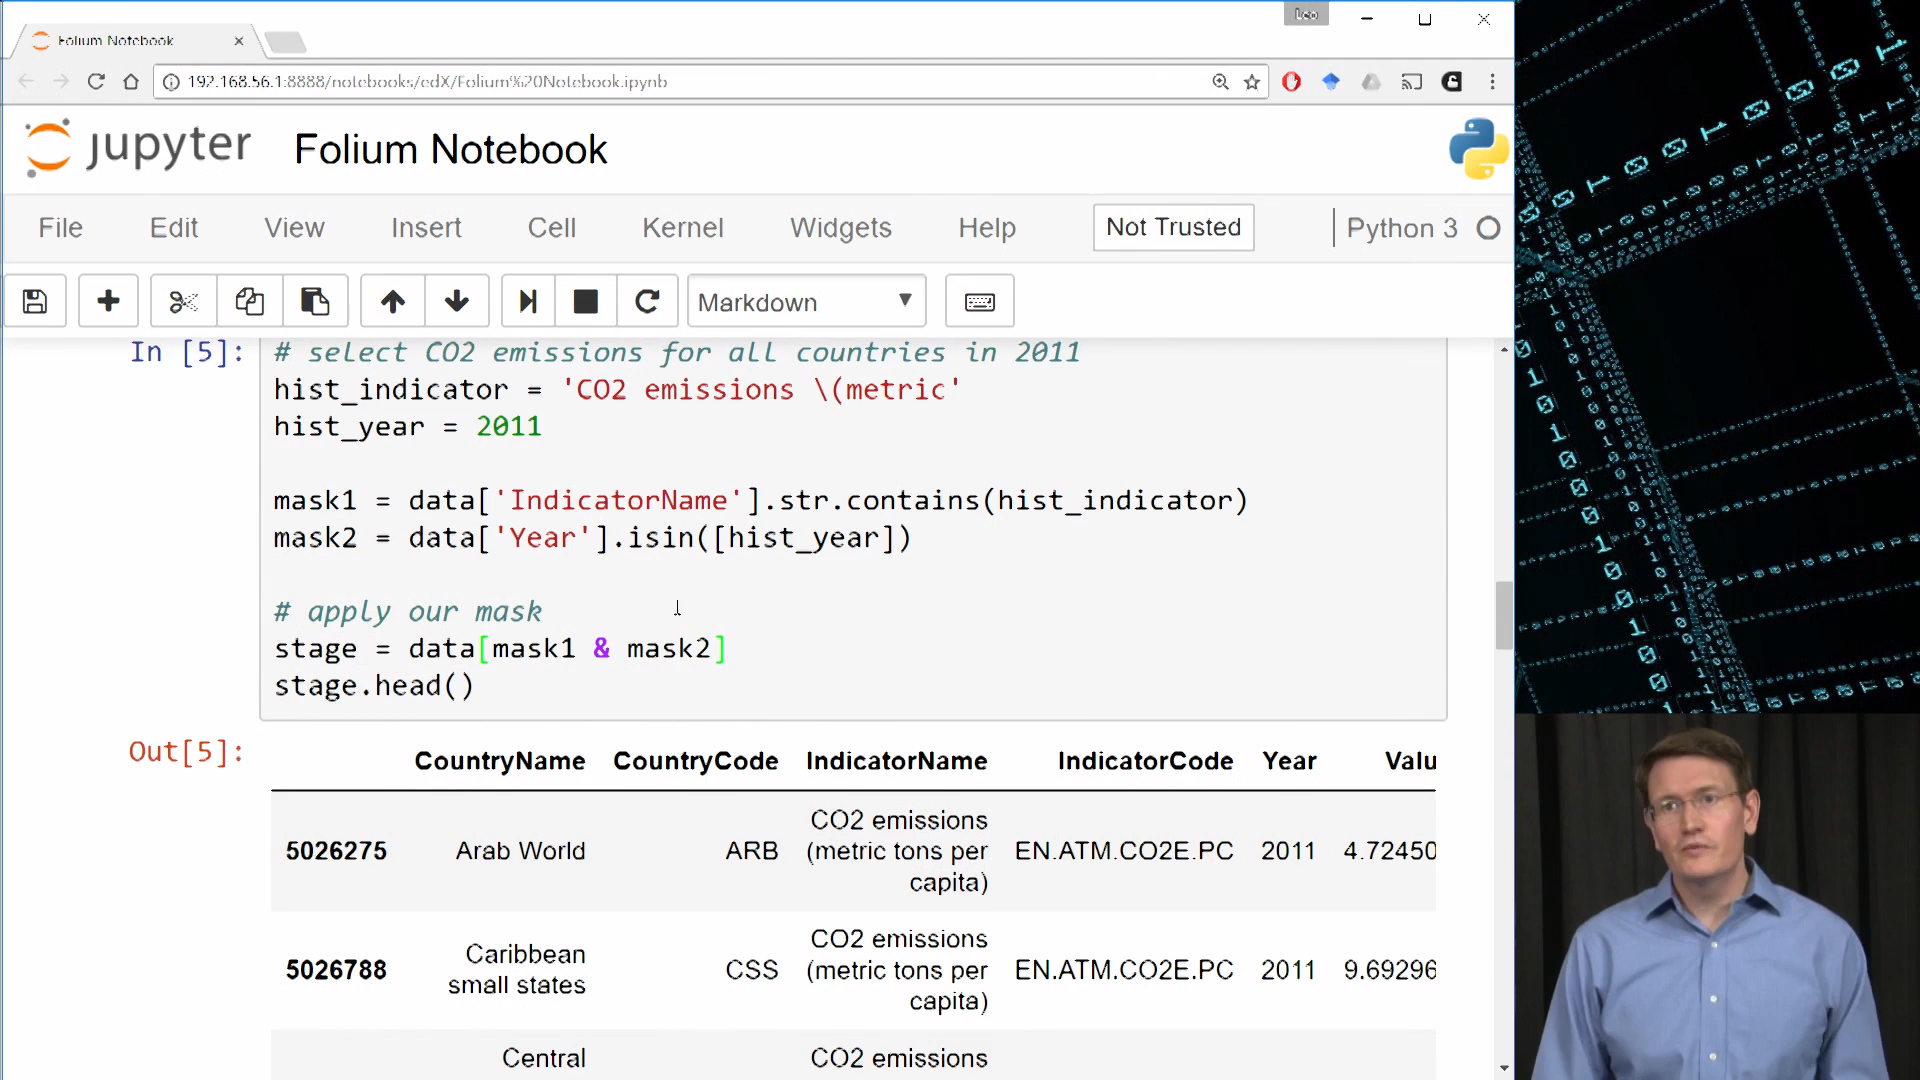 Leo
Folium Notebook
192.168.56.1:8888/notebooks/edX/Folium%20Notebook.ipynb
jupyter Folium Notebook
File Edit View Insert Cell Kernel Widgets Help Not Trusted Python 3
Markdown
In [5]: # select CO2 emissions for all countries in 2011
hist_indicator = 'CO2 emissions \(metric'
hist_year = 2011
mask1 = data['IndicatorName'].str.contains(hist_indicator)
mask2 = data['Year'].isin([hist_year])
# apply our mask
stage = data[mask1 & mask2]
stage.head()
Out[5]:
CountryName CountryCode IndicatorName IndicatorCode Year Valu
CO2 emissions
5026275 Arab World ARB (metric tons per EN.ATM.CO2E.PC 2011 4.72450
capita)
CO2 emissions
Caribbean
5026788 CSS (metric tons per EN.ATM.CO2E.PC 2011 9.69296
small states
capita)
Central CO2 emissions